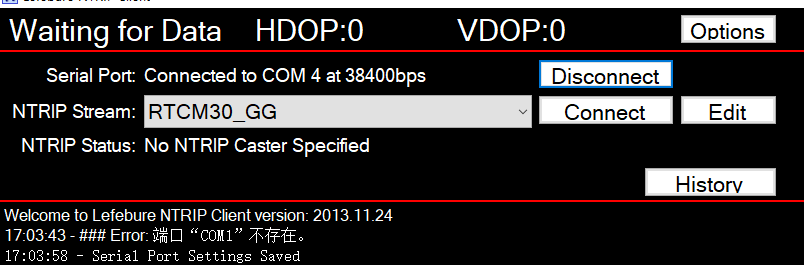 Waiting for Data HDOP:0 VDOP:0 Options
Serial Port: Connected to COM 4 at 38400bps Disconnect
NTRIP Stream: RTCM30_GG Connect Edit
NTRIP Status: No NTRIP Caster Specified
History
Welcome to Lefebure NTRIP Client version: 2013.11.24
17:03:43 - ### Error: 端口“COM1”不存在。
17:03:58 - Serial Port Settings Saved